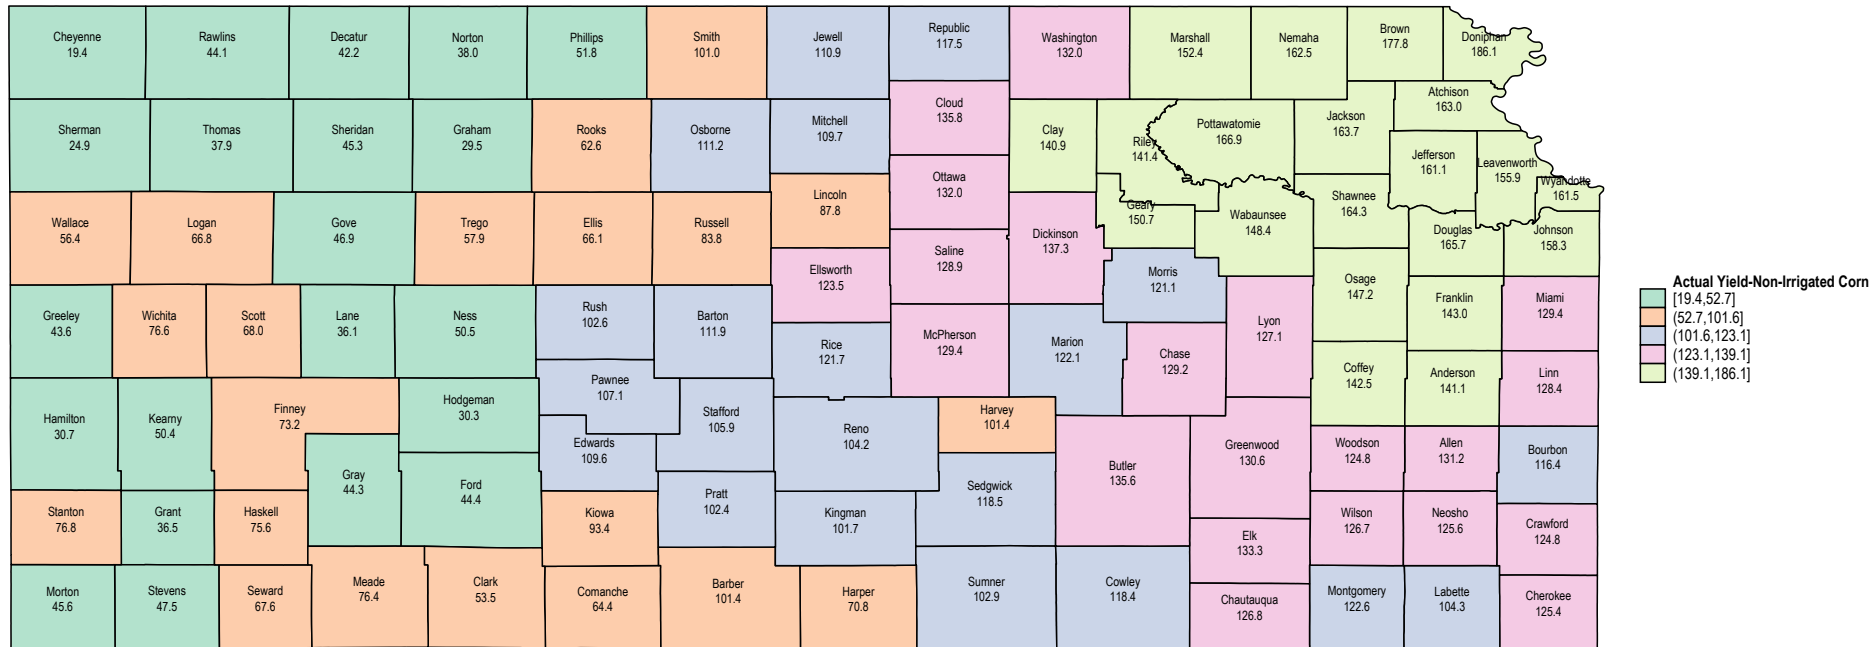 Cheyenne
19.4
Rawlins
44.1
Decatur
42.2
Norton
38.0
Phillips
51.8
Smith
101.0
Jewell
110.9
Republic
117.5
Washington
132.0
Marshall
152.4
Nemaha
162.5
Brown
177.8
Doniphan
186.1
Atchison
163.0
Sherman
24.9
Thomas
37.9
Sheridan
45.3
Graham
29.5
Rooks
62.6
Osborne
111.2
Mitchell
109.7
Cloud
135.8
Clay
140.9
Riley
141.4
Pottawatomie
166.9
Jackson
163.7
Jefferson
161.1
Leavenworth
155.9
Wyandotte
161.5
Wallace
56.4
Logan
66.8
Gove
46.9
Trego
57.9
Ellis
66.1
Russell
83.8
Lincoln
87.8
Ottawa
132.0
Saline
128.9
Dickinson
137.3
Geary
150.7
Wabaunsee
148.4
Shawnee
164.3
Douglas
165.7
Johnson
158.3
Ellsworth
123.5
Morris
121.1
Osage
147.2
Franklin
143.0
Miami
129.4
Greeley
43.6
Wichita
76.6
Scott
68.0
Lane
36.1
Ness
50.5
Rush
102.6
Barton
111.9
Rice
121.7
McPherson
129.4
Marion
122.1
Chase
129.2
Lyon
127.1
Coffey
142.5
Anderson
141.1
Linn
128.4
Hamilton
30.7
Kearny
50.4
Finney
73.2
Hodgeman
30.3
Pawnee
107.1
Stafford
105.9
Edwards
109.6
Reno
104.2
Harvey
101.4
Gray
44.3
Ford
44.4
Pratt
102.4
Sedgwick
118.5
Butler
135.6
Greenwood
130.6
Woodson
124.8
Allen
131.2
Bourbon
116.4
Stanton
76.8
Grant
36.5
Haskell
75.6
Kiowa
93.4
Kingman
101.7
Elk
133.3
Wilson
126.7
Neosho
125.6
Crawford
124.8
Morton
45.6
Stevens
47.5
Seward
67.6
Meade
76.4
Clark
53.5
Comanche
64.4
Barber
101.4
Harper
70.8
Sumner
102.9
Cowley
118.4
Chautauqua
126.8
Montgomery
122.6
Labette
104.3
Cherokee
125.4
Actual Yield-Non-Irrigated Corn
[19.4,52.7]
(52.7,101.6]
(101.6,123.1]
(123.1,139.1]
(139.1,186.1]